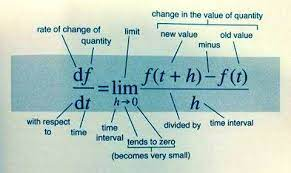 change in the value of quantity
rate of change of
quantity
limit
new value
old value
minus
df/dt = lim h→0 f(t + h) – f(t) / h
with respect to
time
time interval
tends to zero
(becomes very small)
divided by
time interval